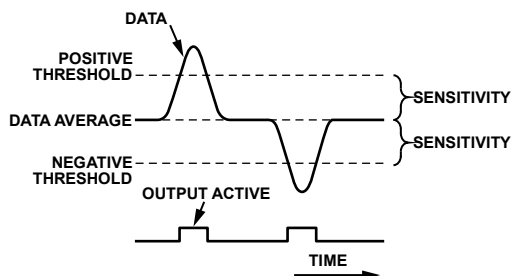 DATA
POSITIVE
THRESHOLD
SENSITIVITY
DATA AVERAGE
SENSITIVITY
NEGATIVE
THRESHOLD
OUTPUT ACTIVE
TIME